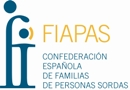 FIAPAS
CONFEDERACIÓN
ESPAÑOLA
DE FAMILIAS
DE PERSONAS SORDAS